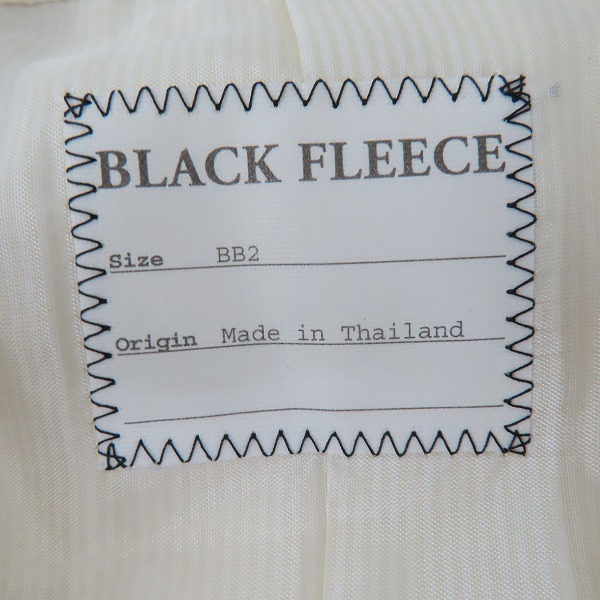 BLACK FLEECE
Size BB2
Origin Made in Thailand